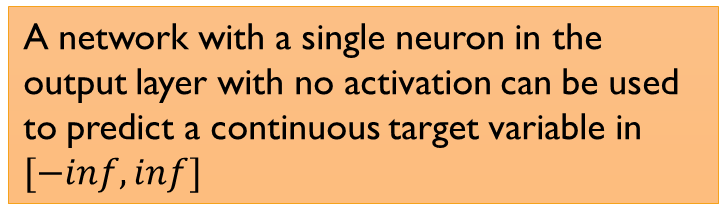 A network with a single neuron in the
output layer with no activation can be used
to predict a continuous target variable in
[−inf, inf]